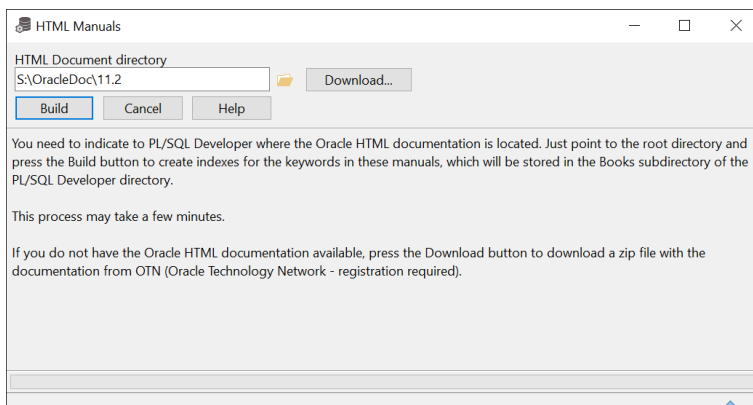 HTML Manuals
HTML Document directory
S:\OracleDoc\11.2
Download...
Build Cancel Help
You need to indicate to PL/SQL Developer where the Oracle HTML documentation is located. Just point to the root directory and
press the Build button to create indexes for the keywords in these manuals, which will be stored in the Books subdirectory of the
PL/SQL Developer directory.
This process may take a few minutes.
If you do not have the Oracle HTML documentation available, press the Download button to download a zip file with the
documentation from OTN (Oracle Technology Network - registration required).